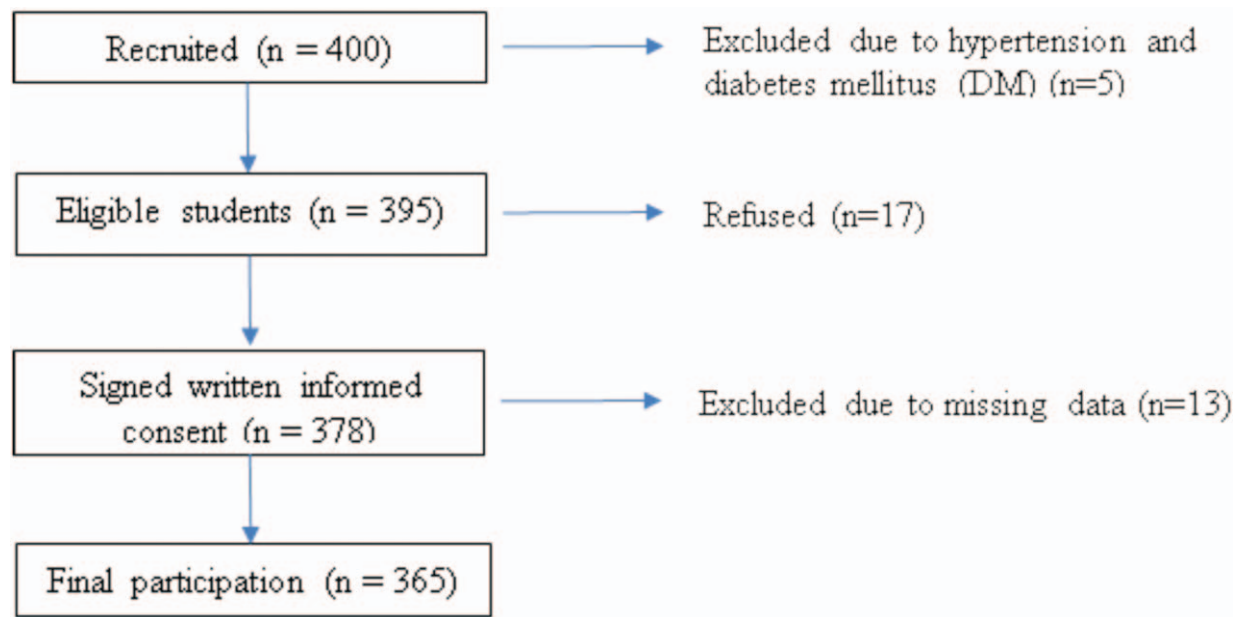 Recruited (n = 400)
Excluded due to hypertension and
diabetes mellitus (DM) (n=5)
Eligible students (n = 395)
Refused (n=17)
Signed written informed
consent (n = 378)
Excluded due to missing data (n=13)
Final participation (n = 365)